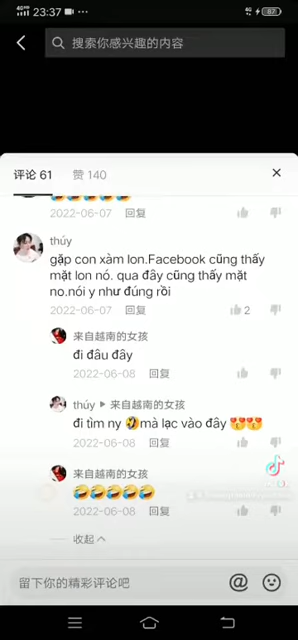 23:37
67
搜索你感兴趣的内容
评论 61
赞 140
2022-06-07 回复
thúy
gặp con xàm lon.Facebook cũng thấy
mặt lon nó. qua đây cũng thấy mặt
no.nói y như đúng rồi
2022-06-07 回复 2
来自越南的女孩
đi đâu đây
2022-06-08 回复
thúy 来自越南的女孩
đi tìm ny 🤣mà lạc vào đây 😍😍
2022-06-08 回复
来自越南的女孩
🤣🤣🤣🤣🤣
2022-06-08 回复
收起
留下你的精彩评论吧